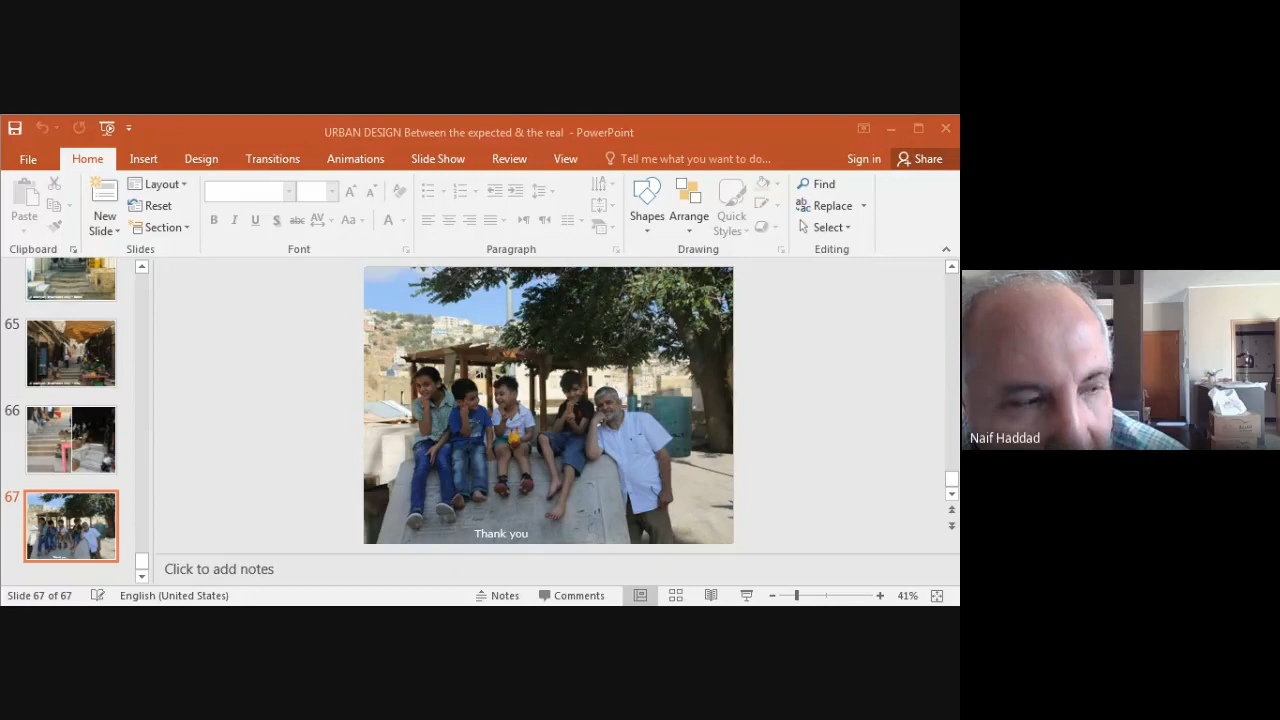 URBAN DESIGN Between the expected & the real - PowerPoint
File Home Insert Design Transitions Animations Slide Show Review View Tell me what you want to do... Sign in Share
Paste
New Slide
Layout
Reset
Section
B I U S abc AV Aa A
Shapes Arrange Quick Styles
Find
Replace
Select
Clipboard Slides Font Paragraph Drawing Editing
65
66
67
Thank you
Naif Haddad
Click to add notes
Slide 67 of 67 English (United States) Notes Comments 41%